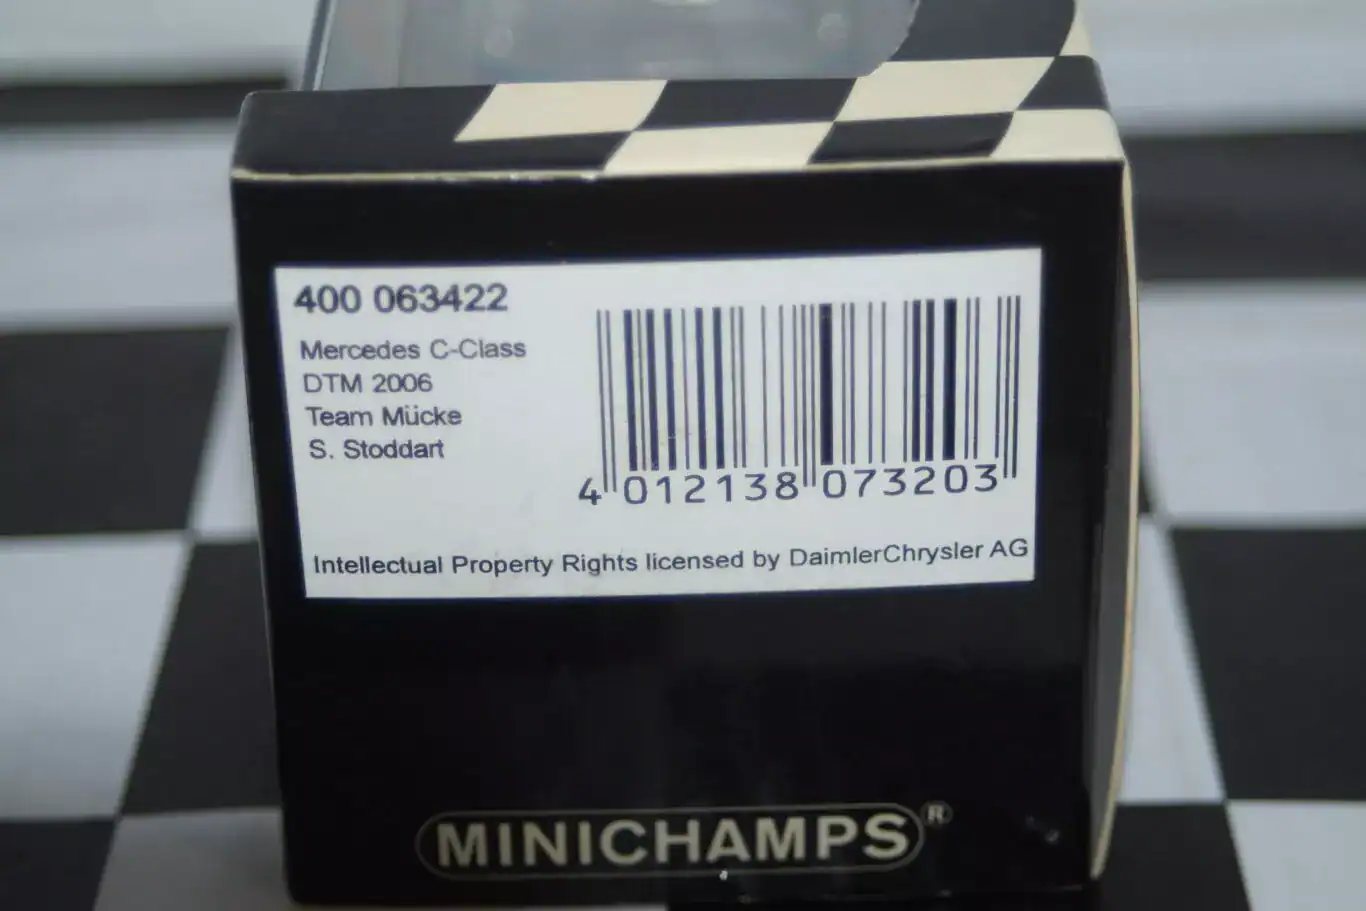 400 063422
Mercedes C-Class
DTM 2006
Team Mücke
S. Stoddart
4 012138 073203
Intellectual Property Rights licensed by DaimlerChrysler AG
MINICHAMPS®